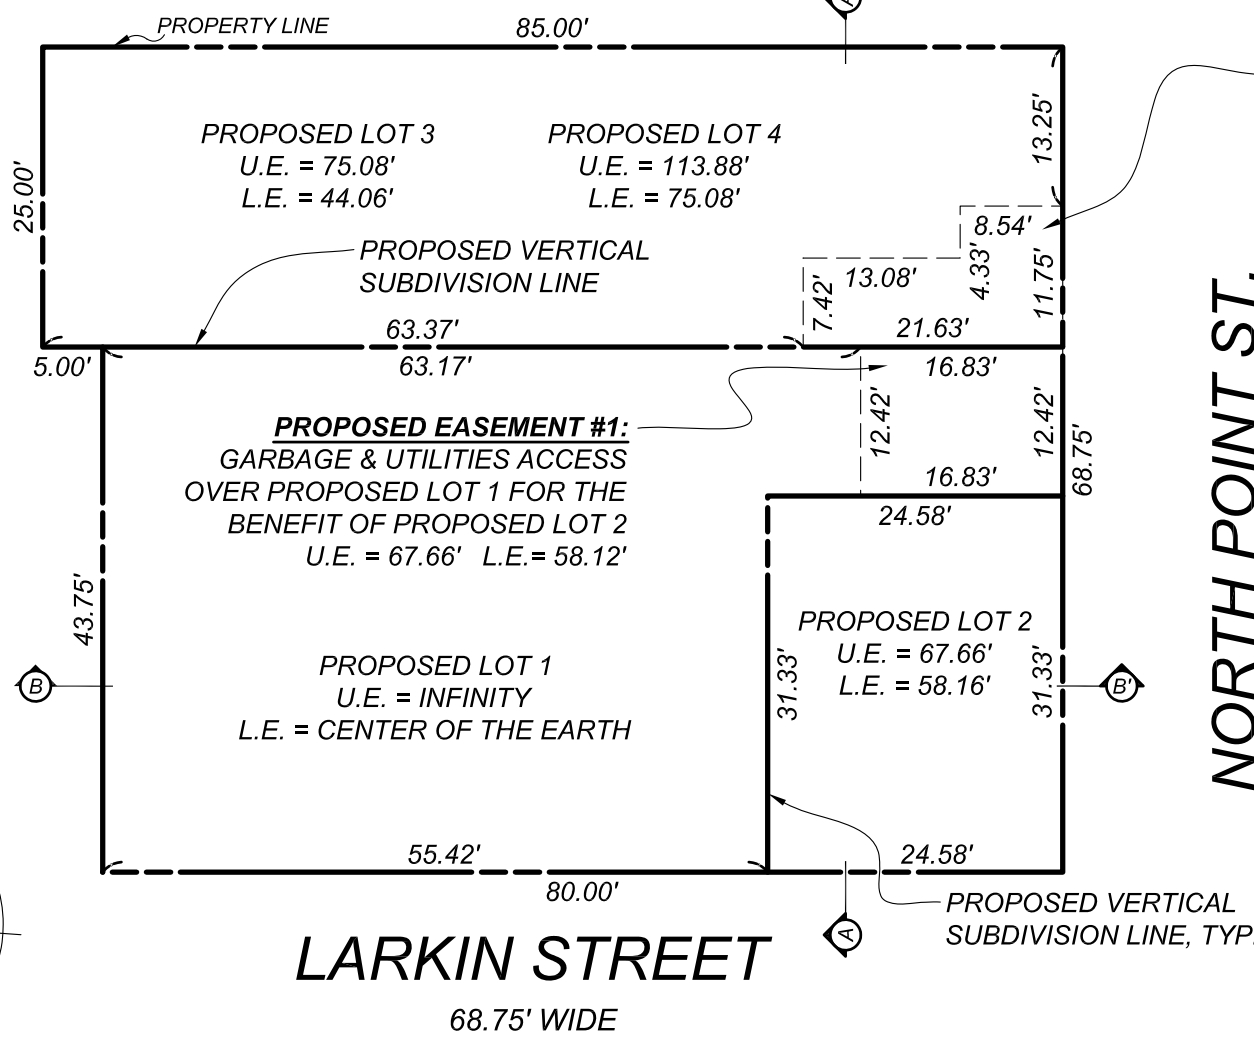 PROPERTY LINE
85.00'
A'
PROPOSED LOT 3
U.E. = 75.08'
L.E. = 44.06'
PROPOSED LOT 4
U.E. = 113.88'
L.E. = 75.08'
13.25'
25.00'
8.54'
PROPOSED VERTICAL
SUBDIVISION LINE
13.08'
4.33'
7.42'
11.75'
63.37'
21.63'
5.00'
63.17'
16.83'
12.42'
12.42'
68.75'
PROPOSED EASEMENT #1:
GARBAGE & UTILITIES ACCESS
OVER PROPOSED LOT 1 FOR THE
BENEFIT OF PROPOSED LOT 2
U.E. = 67.66' L.E.= 58.12'
16.83'
24.58'
NORTH POINT ST.
43.75'
PROPOSED LOT 1
U.E. = INFINITY
L.E. = CENTER OF THE EARTH
PROPOSED LOT 2
U.E. = 67.66'
L.E. = 58.16'
31.33'
31.33'
B
B'
55.42'
24.58'
80.00'
A
PROPOSED VERTICAL
SUBDIVISION LINE, TYP.
LARKIN STREET
68.75' WIDE